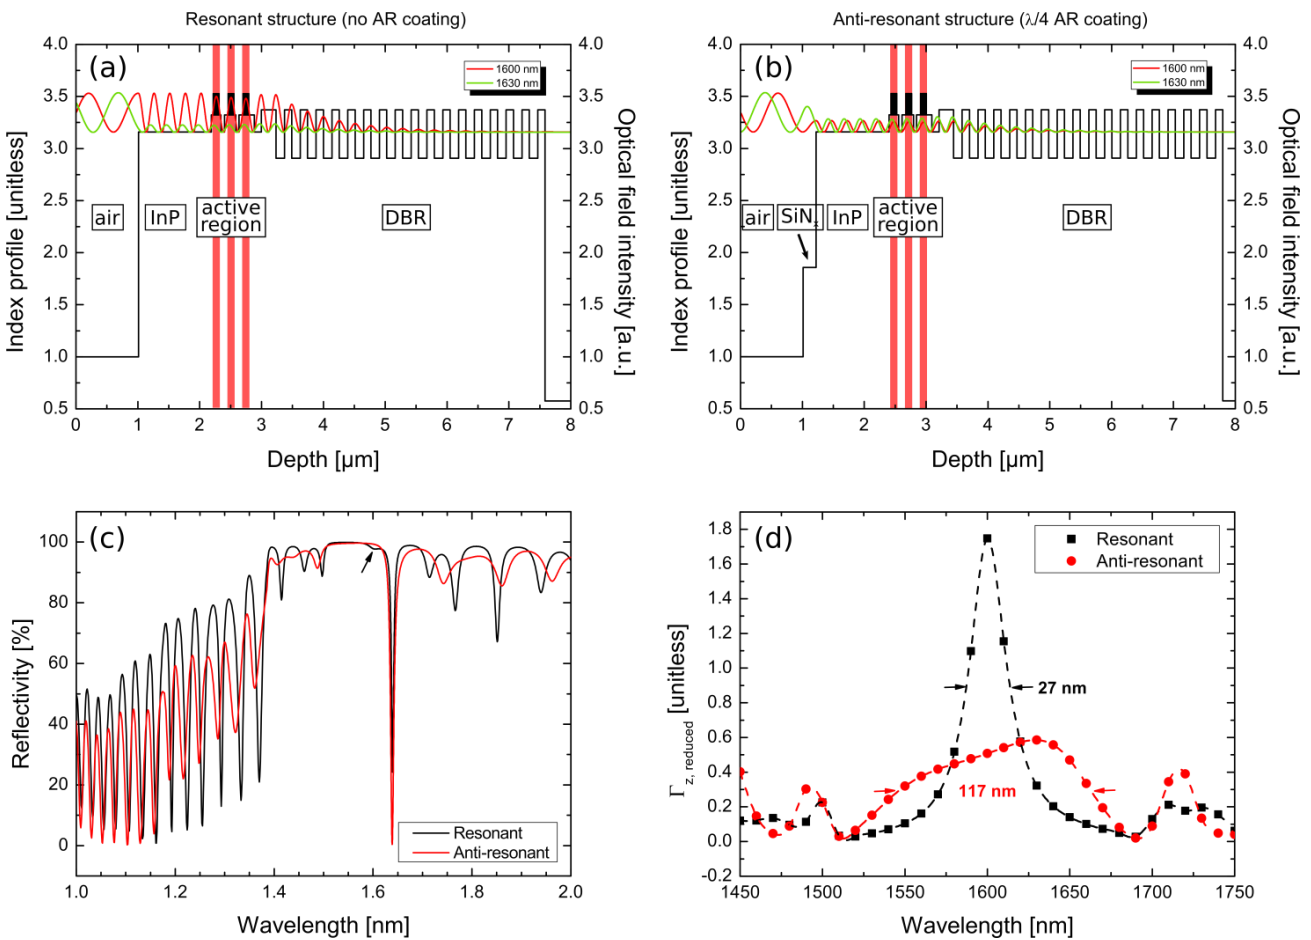 Resonant structure (no AR coating)
(a)
1600 nm
1630 nm
4.0
3.5
3.0
2.5
2.0
1.5
1.0
0.5
Index profile [unitless]
4.0
3.5
3.0
2.5
2.0
1.5
1.0
0.5
Optical field intensity [a.u.]
air
InP
active
region
DBR
0 1 2 3 4 5 6 7 8
Depth [µm]
Anti-resonant structure (λ/4 AR coating)
(b)
1600 nm
1630 nm
4.0
3.5
3.0
2.5
2.0
1.5
1.0
0.5
Index profile [unitless]
4.0
3.5
3.0
2.5
2.0
1.5
1.0
0.5
Optical field intensity [a.u.]
air
SiNx
InP
active
region
DBR
0 1 2 3 4 5 6 7 8
Depth [µm]
(c)
100
80
60
40
20
0
Reflectivity [%]
Resonant
Anti-resonant
1.0 1.2 1.4 1.6 1.8 2.0
Wavelength [nm]
(d)
1.8
1.6
1.4
1.2
1.0
0.8
0.6
0.4
0.2
0.0
-0.2
Γz, reduced [unitless]
Resonant
Anti-resonant
27 nm
117 nm
1450 1500 1550 1600 1650 1700 1750
Wavelength [nm]